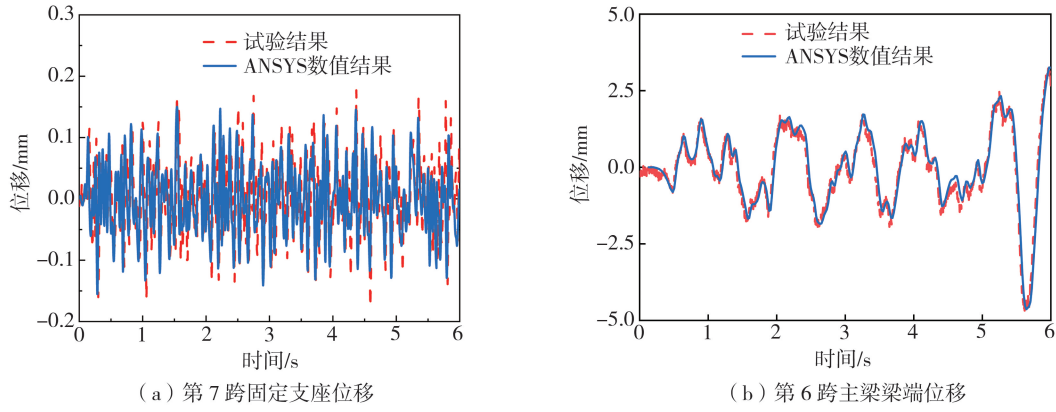 0.3
0.2
0.1
0.0
−0.1
−0.2
位移/mm
试验结果
ANSYS数值结果
0 1 2 3 4 5 6
时间/s
（a）第 7 跨固定支座位移
5.0
2.5
0.0
−2.5
−5.0
位移/mm
试验结果
ANSYS数值结果
0 1 2 3 4 5 6
时间/s
（b）第 6 跨主梁梁端位移